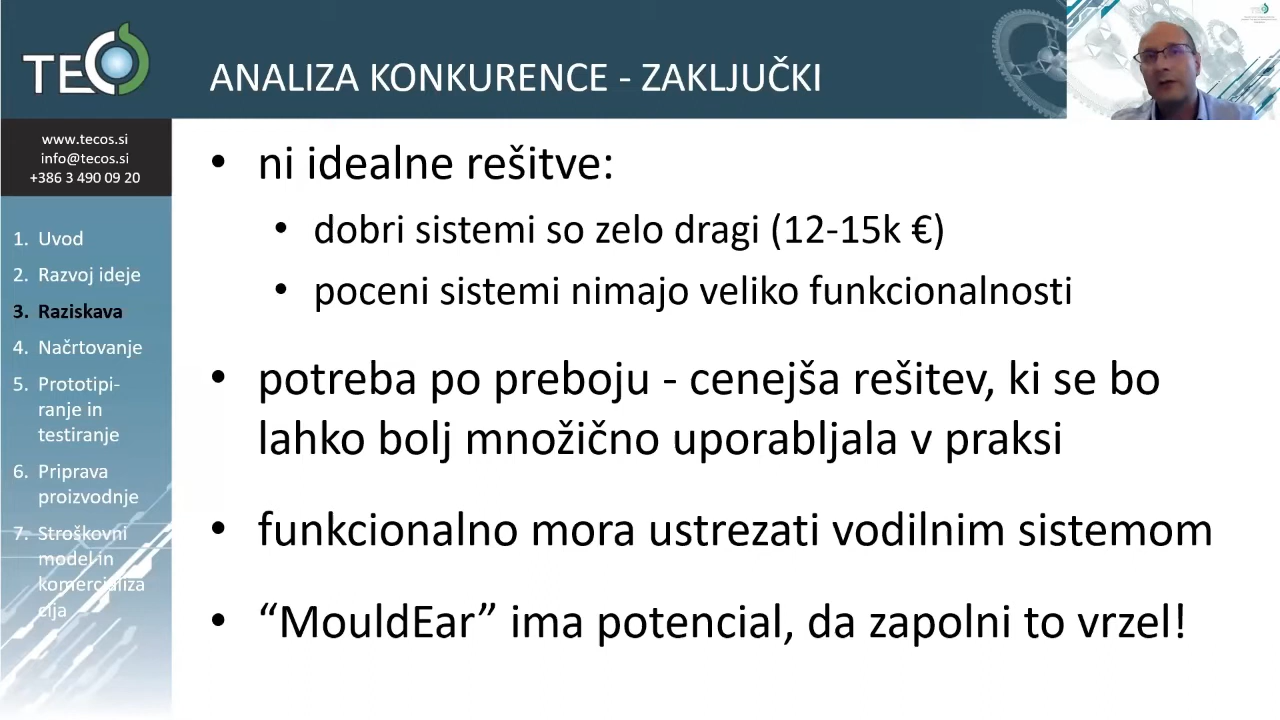 TECOS
ANALIZA KONKURENCE - ZAKLJUČKI
www.tecos.si
info@tecos.si
+386 3 490 09 20
1. Uvod
2. Razvoj ideje
3. Raziskava
4. Načrtovanje
5. Prototipi-
ranje in
testiranje
6. Priprava
proizvodnje
7. Stroškovni
model in
komercializa
cija
• ni idealne rešitve:
• dobri sistemi so zelo dragi (12-15k €)
• poceni sistemi nimajo veliko funkcionalnosti
• potreba po preboju - cenejša rešitev, ki se bo
lahko bolj množično uporabljala v praksi
• funkcionalno mora ustrezati vodilnim sistemom
• “MouldEar” ima potencial, da zapolni to vrzel!